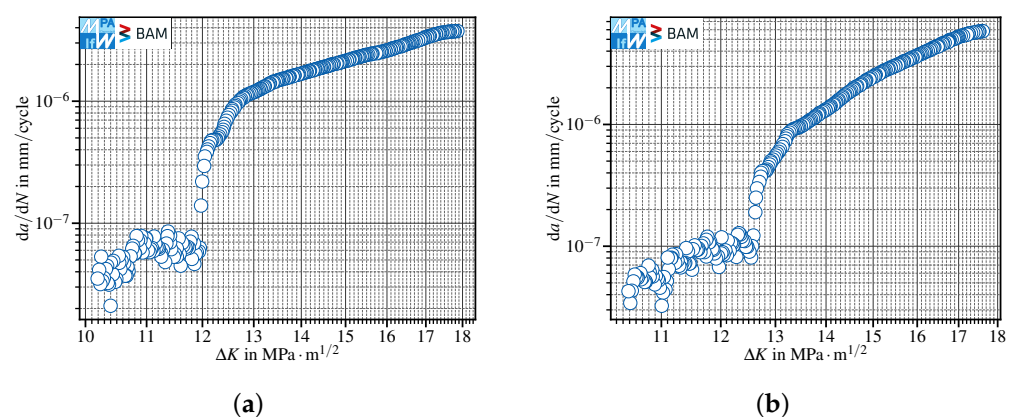 PA
If W
BAM
10⁻⁶
10⁻⁷
da/dN in mm/cycle
10 11 12 13 14 15 16 17 18
ΔK in MPa · m^{1/2}
(a)
PA
If W
BAM
10⁻⁶
10⁻⁷
da/dN in mm/cycle
11 12 13 14 15 16 17 18
ΔK in MPa · m^{1/2}
(b)